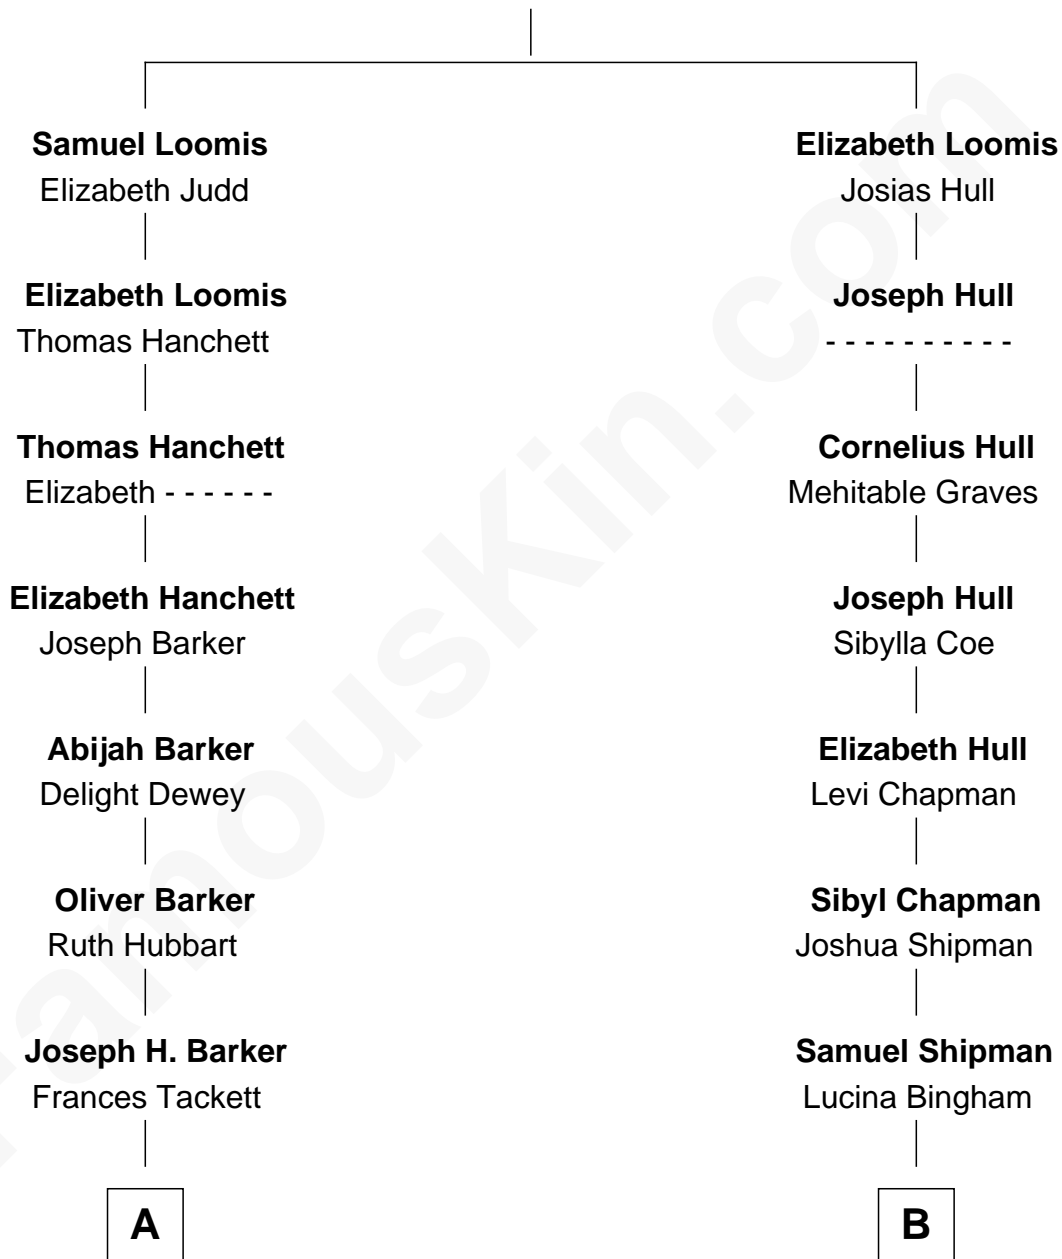 Samuel Loomis
Elizabeth Judd
Elizabeth Loomis
Thomas Hanchett
Thomas Hanchett
Elizabeth - - - - - -
Elizabeth Hanchett
Joseph Barker
Abijah Barker
Delight Dewey
Oliver Barker
Ruth Hubbart
Joseph H. Barker
Frances Tackett
A
Elizabeth Loomis
Josias Hull
Joseph Hull
- - - - - - - - - -
Cornelius Hull
Mehitable Graves
Joseph Hull
Sibylla Coe
Elizabeth Hull
Levi Chapman
Sibyl Chapman
Joshua Shipman
Samuel Shipman
Lucina Bingham
B
FamousKin.com